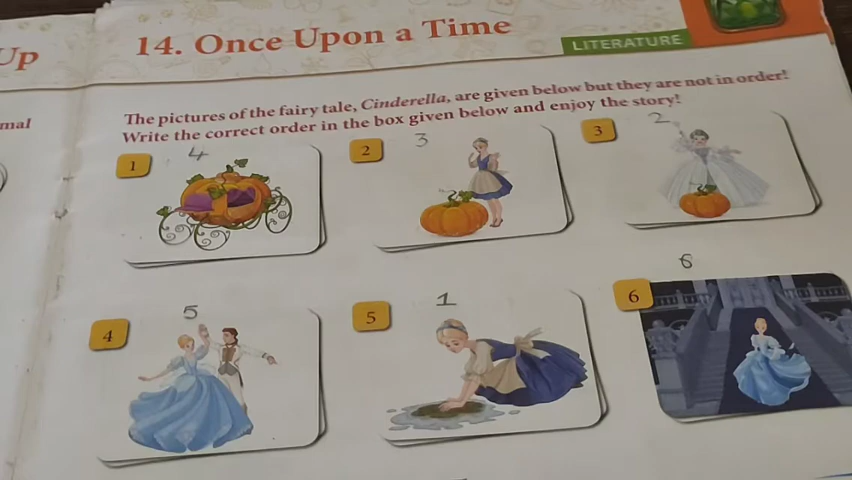 Up
14. Once Upon a Time
LITERATURE
mal
The pictures of the fairy tale, Cinderella, are given below but they are not in order!
Write the correct order in the box given below and enjoy the story!
1 4
2 3
3 2
4 5
5 1
6 6